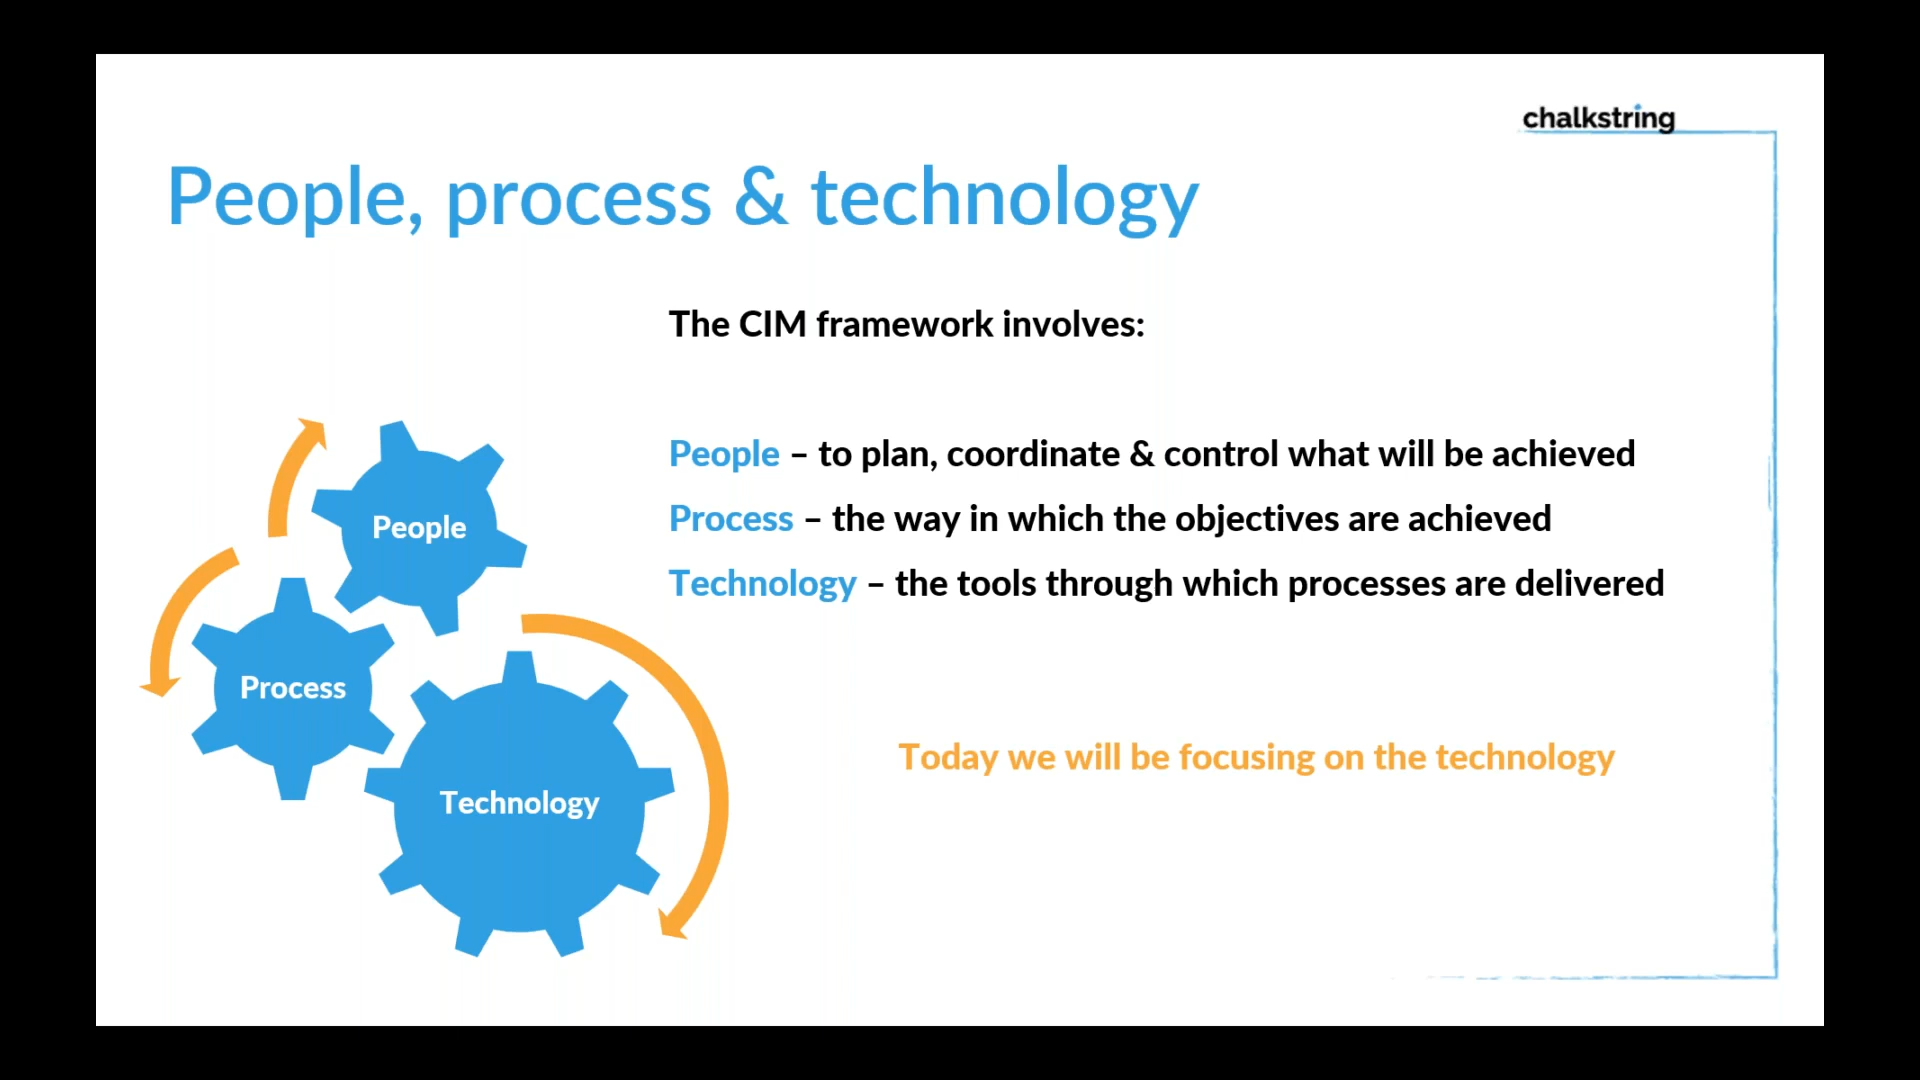 chalkstring
People, process & technology
The CIM framework involves:
People – to plan, coordinate & control what will be achieved
Process – the way in which the objectives are achieved
Technology – the tools through which processes are delivered
People
Process
Technology
Today we will be focusing on the technology